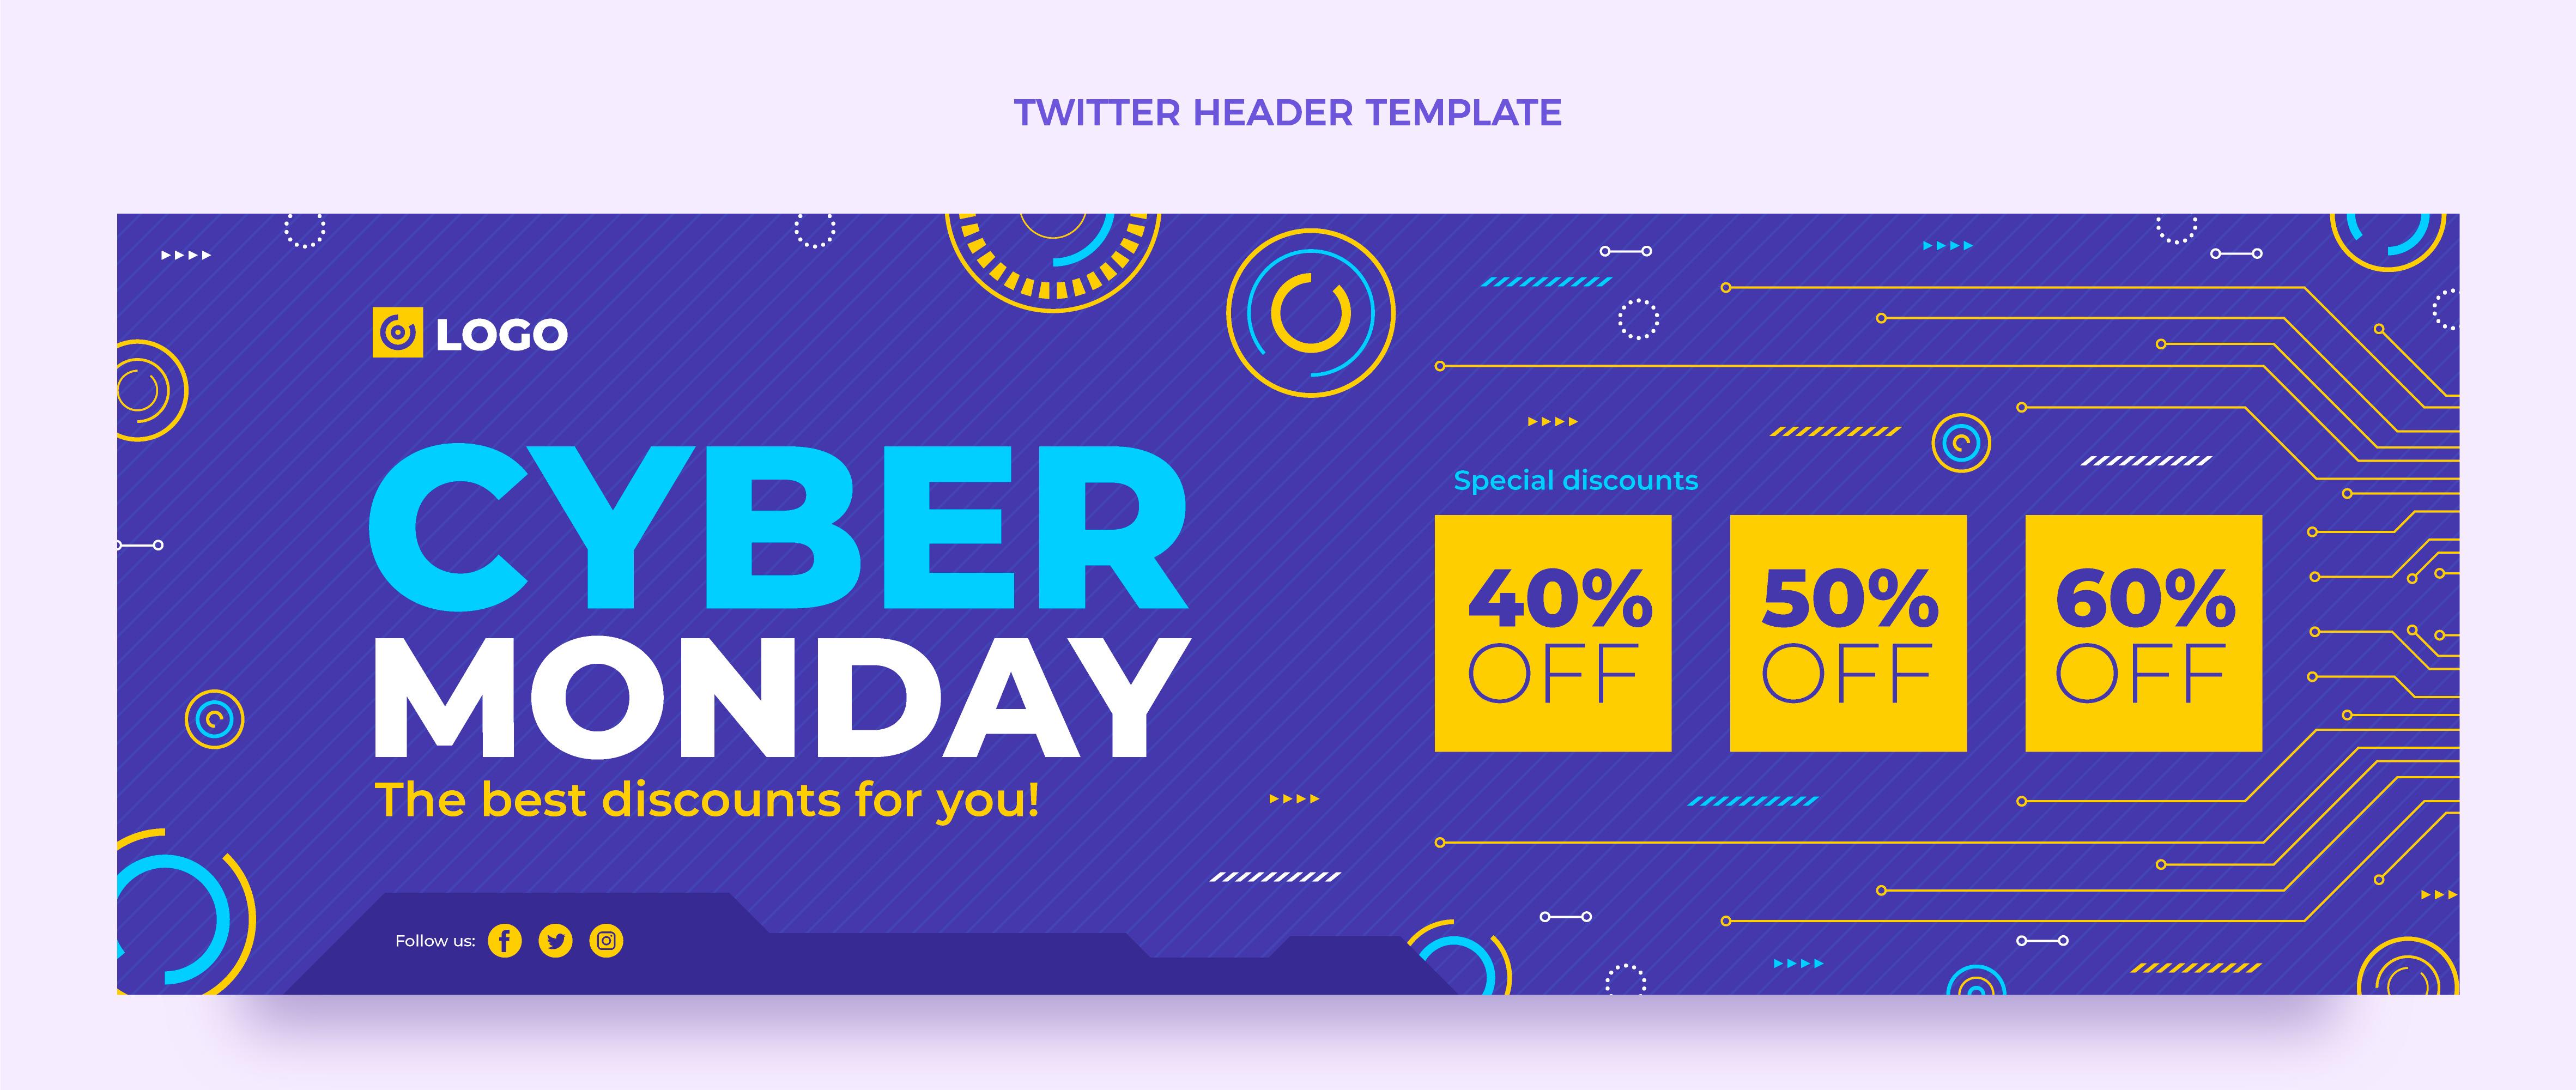 TWITTER HEADER TEMPLATE
LOGO
CYBER
MONDAY
The best discounts for you!
Follow us:
Special discounts
40%
OFF
50%
OFF
60%
OFF